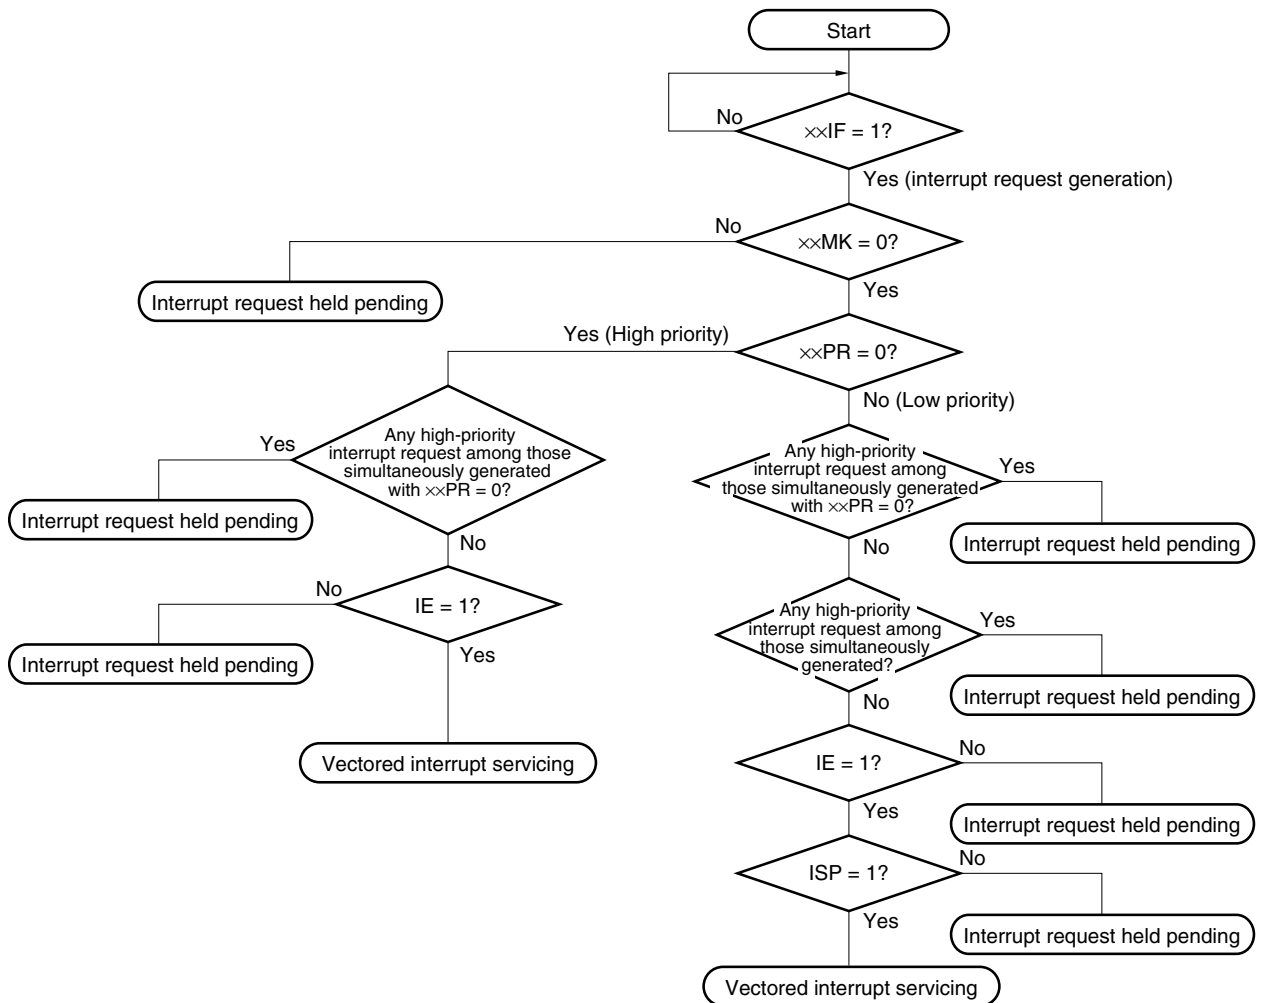 Start
No
××IF = 1?
Yes (interrupt request generation)
No
××MK = 0?
Interrupt request held pending
Yes
Yes (High priority)
××PR = 0?
No (Low priority)
Yes
Any high-priority
interrupt request among those
simultaneously generated
with ××PR = 0?
Any high-priority
interrupt request among
those simultaneously generated
with ××PR = 0?
Yes
Interrupt request held pending
Interrupt request held pending
No
No
No
IE = 1?
Any high-priority
interrupt request among
those simultaneously
generated?
Yes
Interrupt request held pending
Yes
Interrupt request held pending
No
Vectored interrupt servicing
IE = 1?
No
Yes
Interrupt request held pending
ISP = 1?
No
Yes
Interrupt request held pending
Vectored interrupt servicing